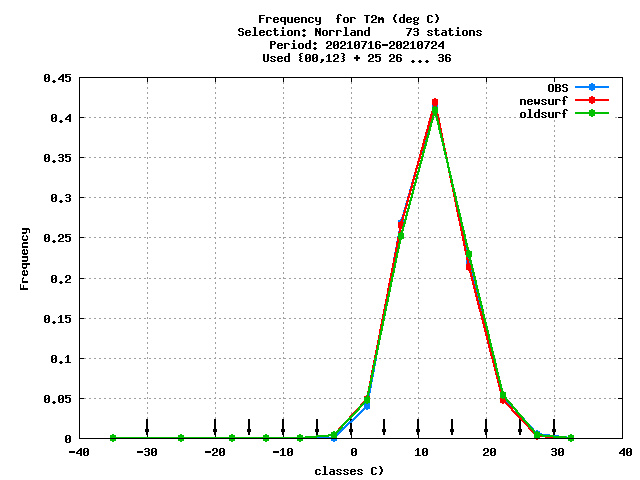 Frequency  for T2m (deg C)
Selection: Norrland     73 stations
Period: 20210716-20210724
Used {00,12} + 25 26 ... 36
OBS
newsurf
oldsurf
0.45
0.4
0.35
0.3
0.25
0.2
0.15
0.1
0.05
0
Frequency
-40 -30 -20 -10 0 10 20 30 40
classes C)